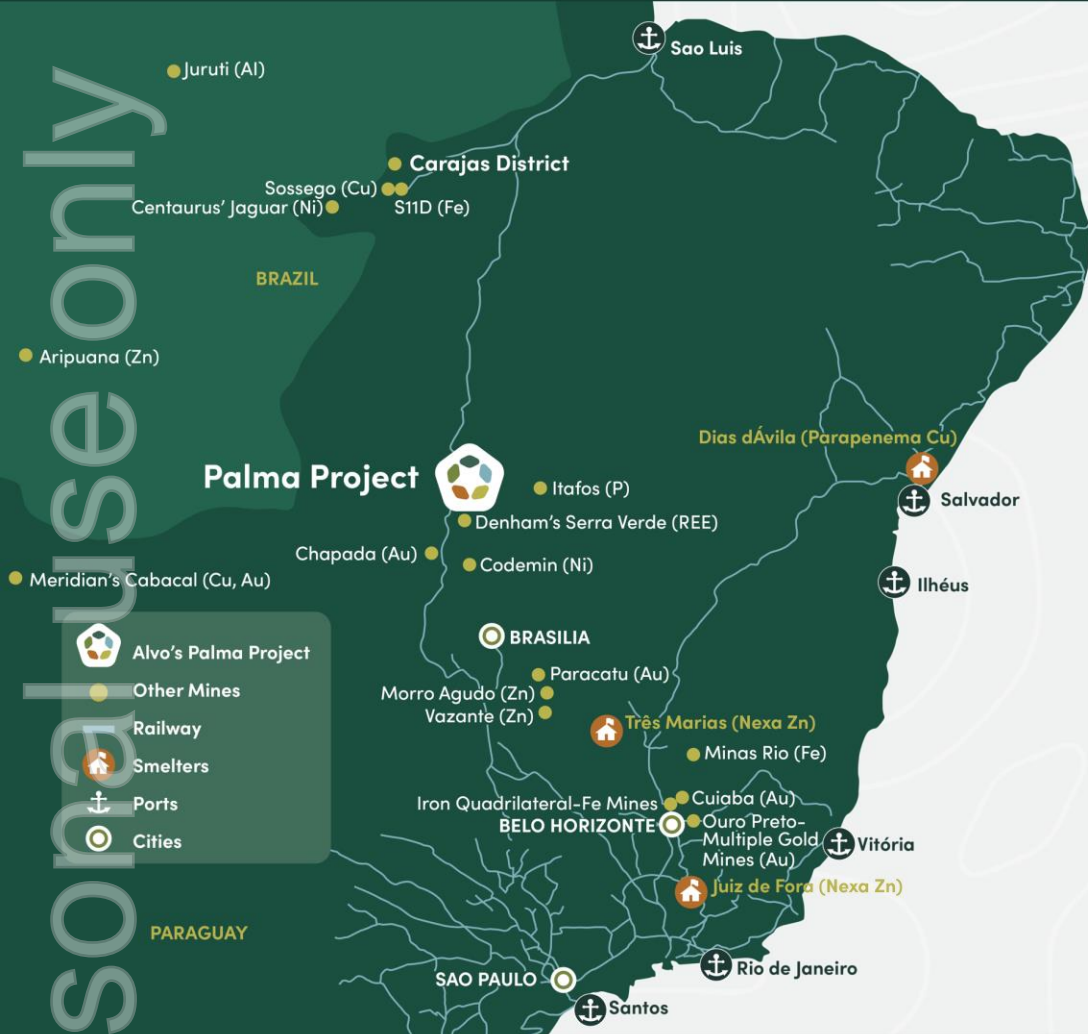 Sao Luis
Juruti (Al)
Carajas District
Sossego (Cu)
Centaurus’ Jaguar (Ni)
S11D (Fe)
BRAZIL
Aripuana (Zn)
Dias dÁvila (Parapenema Cu)
Palma Project
Itafos (P)
Salvador
Denham’s Serra Verde (REE)
Chapada (Au)
Codemin (Ni)
Meridian’s Cabacal (Cu, Au)
Ilhéus
BRASILIA
Alvo’s Palma Project
Other Mines
Railway
Smelters
Ports
Cities
Paracatu (Au)
Morro Agudo (Zn)
Vazante (Zn)
Três Marias (Nexa Zn)
Minas Rio (Fe)
Iron Quadrilateral-Fe Mines
Cuiaba (Au)
BELO HORIZONTE
Ouro Preto-
Multiple Gold
Mines (Au)
Vitória
Juiz de Fora (Nexa Zn)
PARAGUAY
Rio de Janeiro
SAO PAULO
Santos
sonal use only